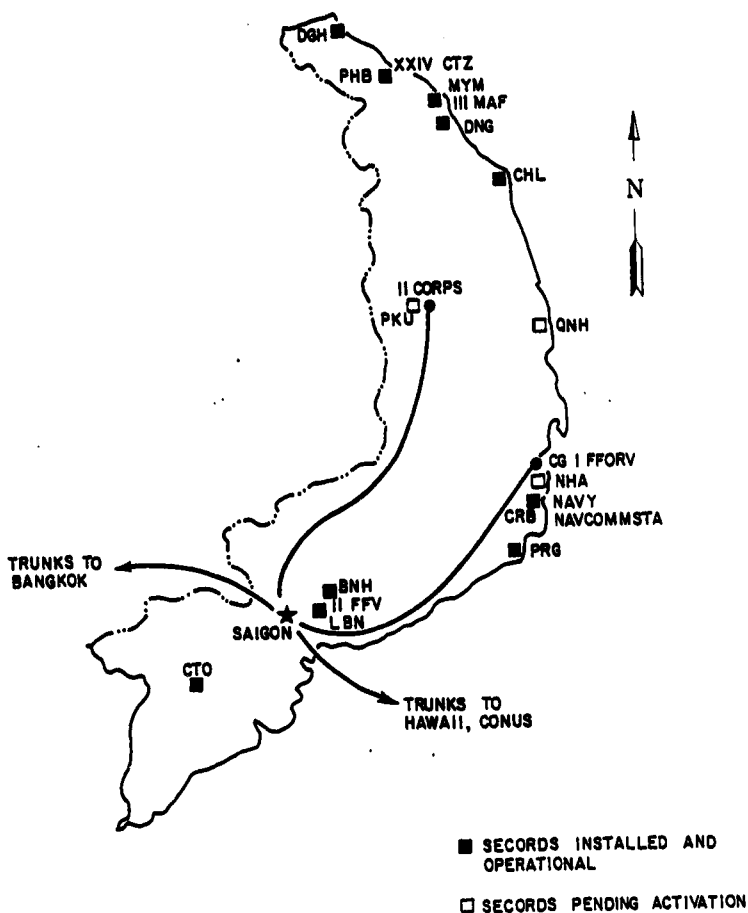 DGH
XXIV CTZ
PHB
MYM
III MAF
DNG
CHL
N
II CORPS
PKU
QNH
CG I FFORV
NHA
NAVY
CRB
NAVCOMMSTA
PRG
TRUNKS TO
BANGKOK
BNH
II FFV
LBN
SAIGON
CTO
TRUNKS TO
HAWAII, CONUS
SECORDS INSTALLED AND
OPERATIONAL
SECORDS PENDING ACTIVATION